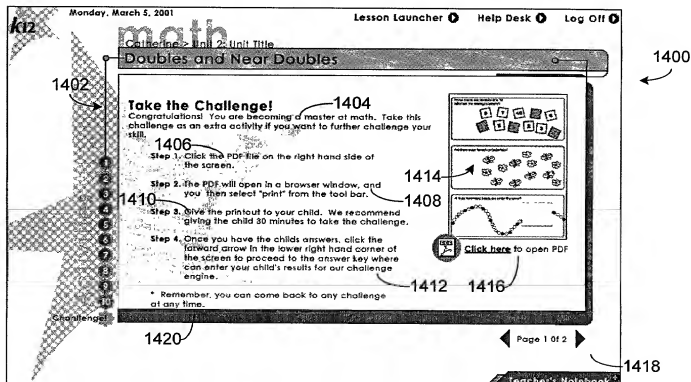 k12
Monday, March 5, 2001
Lesson Launcher
Help Desk
Log Off
math
Catherine > Unit 2: Unit Title
Doubles and Near Doubles
1400
1402
Take the Challenge!
1404
Congratulations! You are becoming a master at math. Take this
challenge as an extra activity if you want to further challenge your
skill.
1406
Step 1. Click the PDF file on the right hand side of
the screen.
1414
Step 2. The PDF will open in a browser window, and
you then select "print" from the tool bar.
1408
1410
Step 3. Give the printout to your child. We recommend
giving the child 30 minutes to take the challenge.
Step 4. Once you have the childs answers, click the
forward arrow in the lower right hand corner of
the screen to proceed to the answer key where
can enter your child's results for our challenge
engine.
1412
Click here to open PDF
1416
* Remember, you can come back to any challenge
at any time.
1
2
3
4
5
6
7
8
9
10
Challenge!
1420
Page 1 of 2
1418
Teacher's Notebook